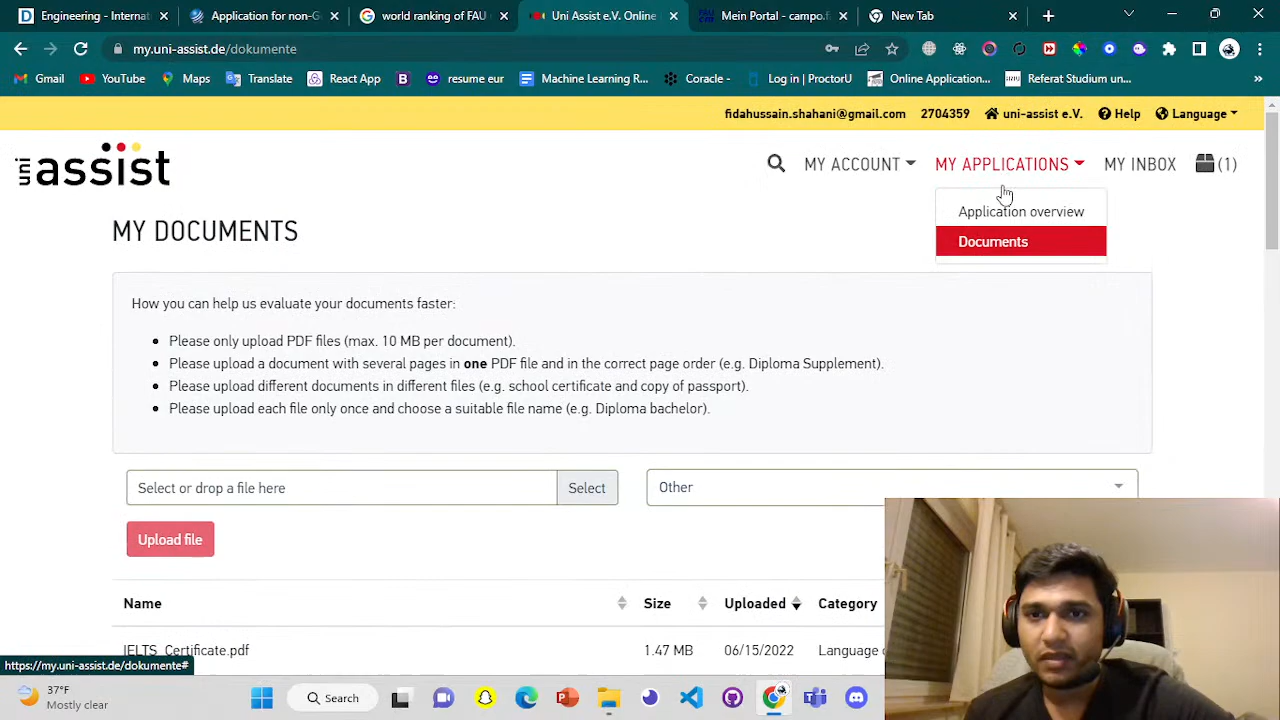 Engineering - Internat
Application for non-G
world ranking of FAU
Uni Assist e.V. Online
Mein Portal - campo.f
New Tab
my.uni-assist.de/dokumente
Gmail
YouTube
Maps
Translate
React App
resume eur
Machine Learning R...
Coracle -
Log in | ProctorU
Online Application...
Referat Studium un...
fidahussain.shahani@gmail.com 2704359 uni-assist e.V. Help Language
uni assist
MY ACCOUNT MY APPLICATIONS MY INBOX (1)
Application overview
Documents
MY DOCUMENTS
How you can help us evaluate your documents faster:
Please only upload PDF files (max. 10 MB per document).
Please upload a document with several pages in one PDF file and in the correct page order (e.g. Diploma Supplement).
Please upload different documents in different files (e.g. school certificate and copy of passport).
Please upload each file only once and choose a suitable file name (e.g. Diploma bachelor).
Select or drop a file here Select Other
Upload file
Name Size Uploaded Category
IELTS_Certificate.pdf 1.47 MB 06/15/2022 Language
https://my.uni-assist.de/dokumente#
37°F
Mostly clear
Search